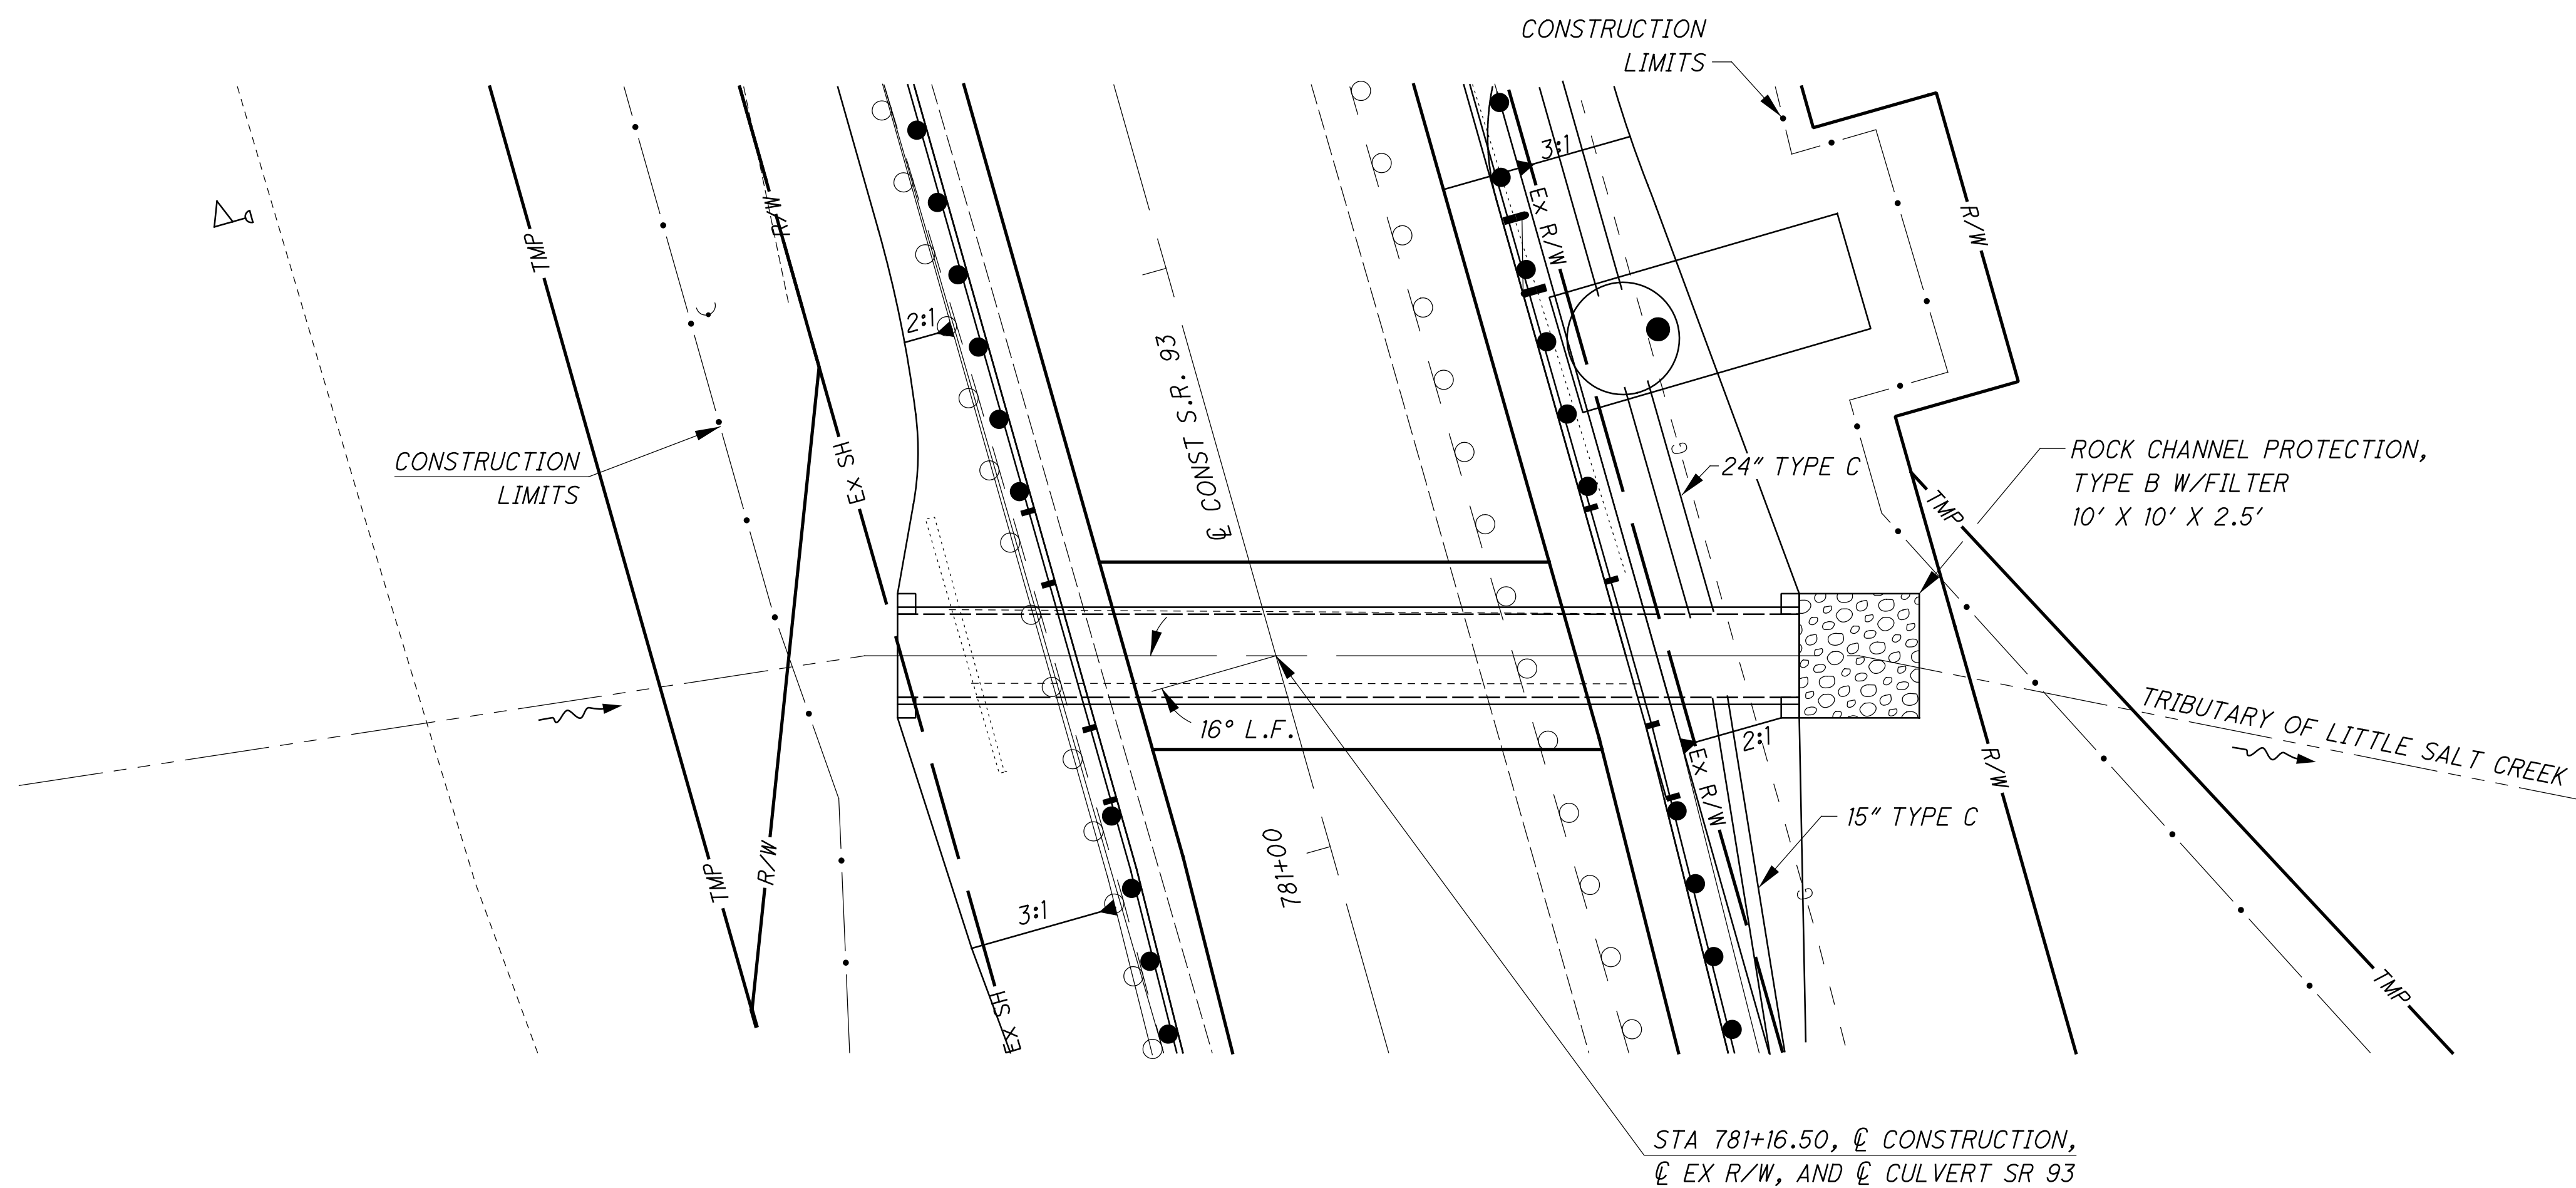 CONSTRUCTION
LIMITS
TMP
R/W
Ex R/W
3:1
R/W
2:1
℄ CONST S.R. 93
Ex SH
CONSTRUCTION
LIMITS
24" TYPE C
ROCK CHANNEL PROTECTION,
TYPE B W/FILTER
10' X 10' X 2.5'
TMP
16° L.F.
2:1
TRIBUTARY OF LITTLE SALT CREEK
Ex R/W
R/W
15" TYPE C
781+00
TMP
R/W
3:1
Ex SH
TMP
STA 781+16.50, ℄ CONSTRUCTION,
℄ EX R/W, AND ℄ CULVERT SR 93